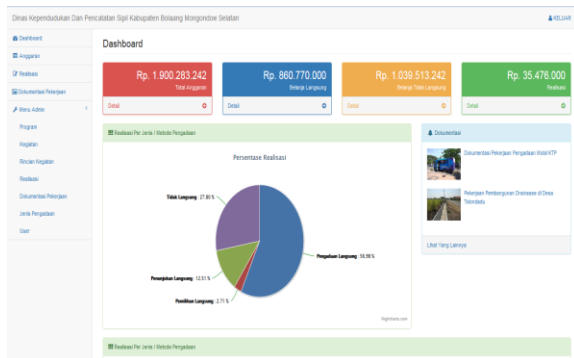 Dinas Kependudukan Dan Pencatatan Sipil Kabupaten Bolaang Mongondow Selatan
KELUAR
Dashboard
Anggaran
Realisasi
Dokumentasi Pekerjaan
Menu Admin
Program
Kegiatan
Rincian Kegiatan
Realisasi
Dokumentasi Pekerjaan
Jenis Pengadaan
User
Dashboard
Rp. 1.900.283.242
Total Anggaran
Detail
Rp. 860.770.000
Belanja Langsung
Detail
Rp. 1.039.513.242
Belanja Tidak Langsung
Detail
Rp. 35.476.000
Realisasi
Detail
Realisasi Per Jenis / Metode Pengadaan
Persentase Realisasi
Tidak Langsung : 27.80 %
Penunjukan Langsung : 12.51 %
Pemilihan Langsung : 2.71 %
Pengadaan Langsung : 56.98 %
Highcharts.com
Dokumentasi
Dokumentasi Pekerjaan Pengadaan Mobil KTP
Pekerjaan Pembangunan Drainase di Desa
Tolondadu
Lihat Yang Lainnya
Realisasi Per Jenis / Metode Pengadaan